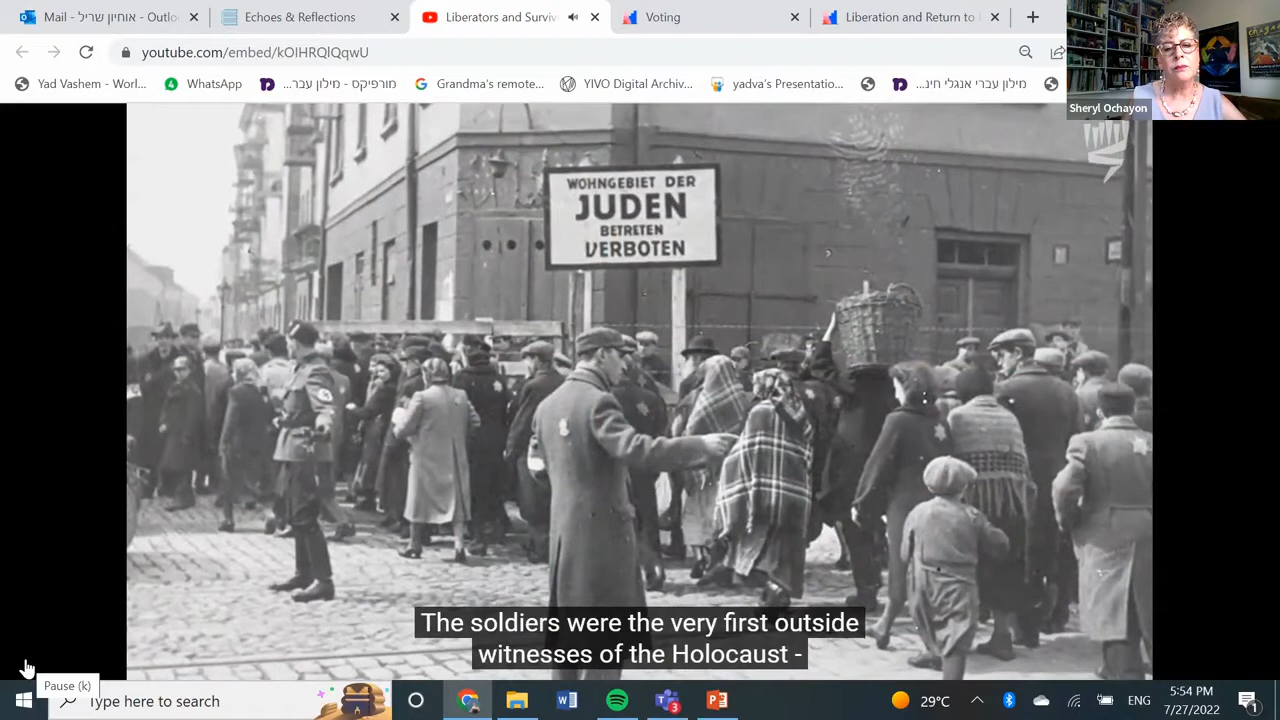 Mail - אוחיון שריל - Outlo
Echoes & Reflections
Liberators and Surviv
Voting
Liberation and Return to
youtube.com/embed/kOIHRQlQqwU
Yad Vashem - Worl...
WhatsApp
מורפיקס - מילון עבר...
Grandma's remote...
YIVO Digital Archiv...
yadva's Presentatio...
מילון עברי אנגלי חינ...
Sheryl Ochayon
WOHNGEBIET DER
JUDEN
BETRETEN
VERBOTEN
The soldiers were the very first outside
witnesses of the Holocaust -
Pause (k)
Type here to search
3
29°C
ENG
5:54 PM
7/27/2022
1